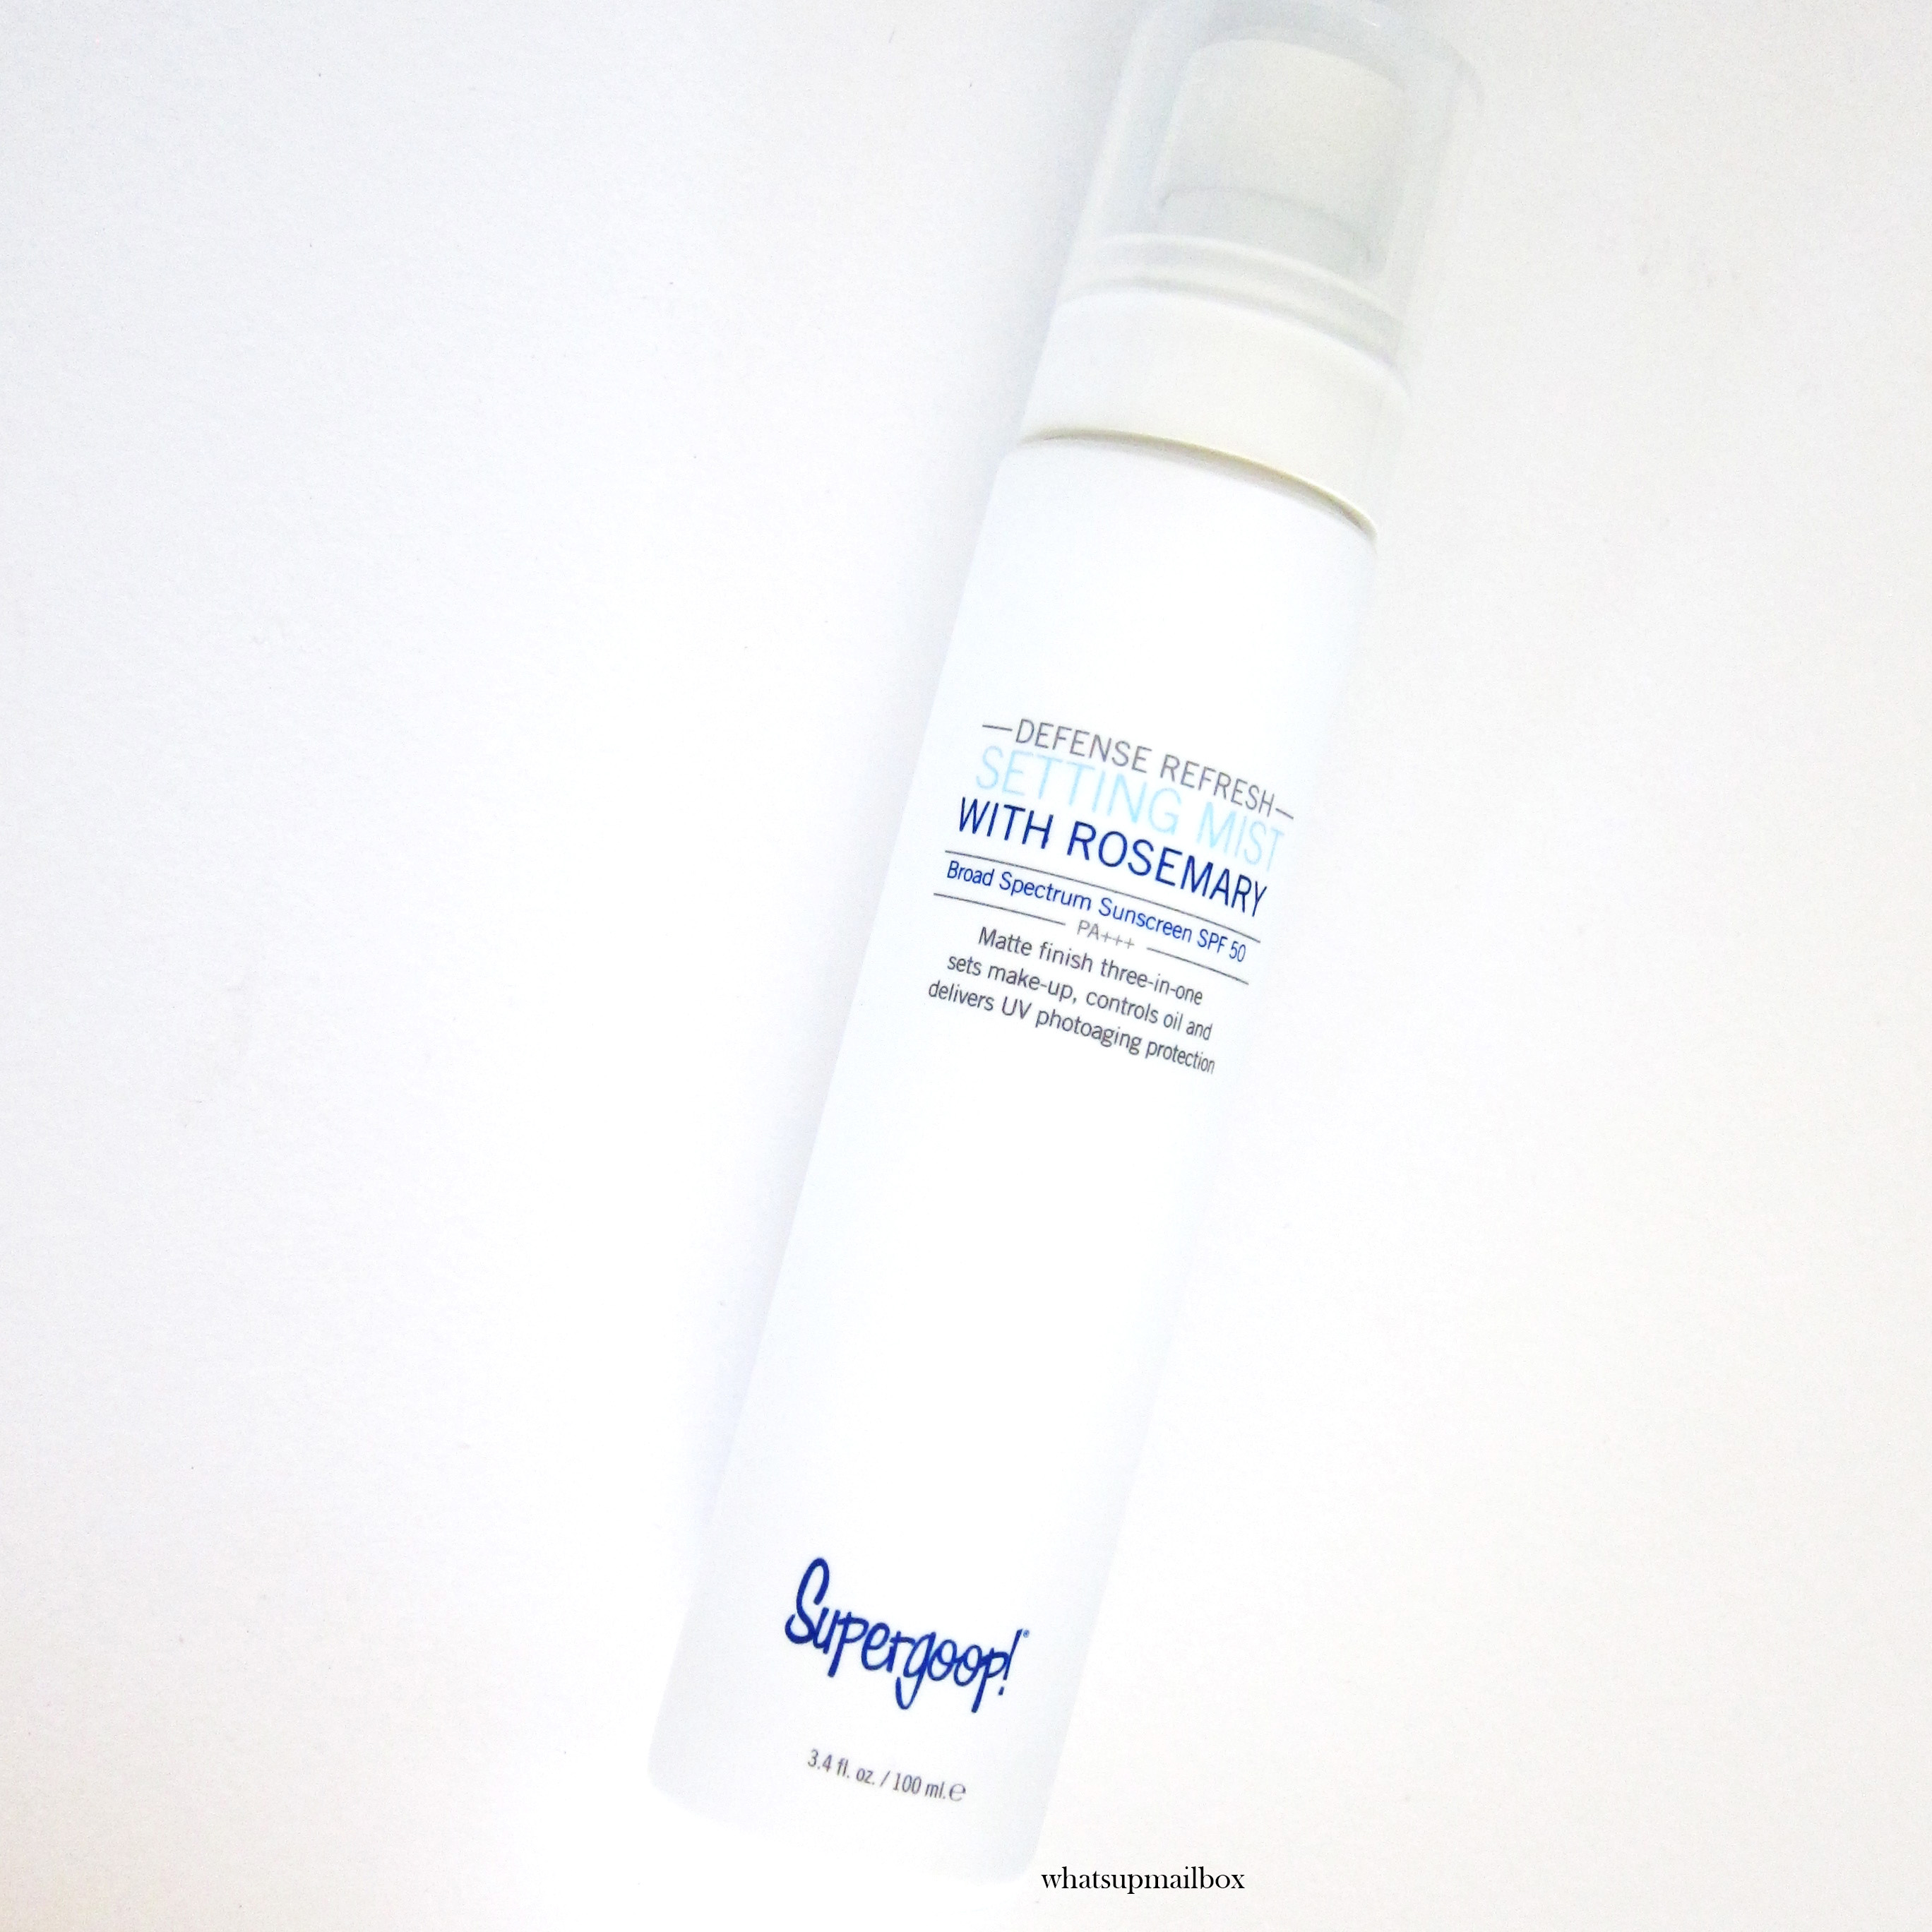 —DEFENSE REFRESH—
SETTING MIST
WITH ROSEMARY
Broad Spectrum Sunscreen SPF 50
PA+++
Matte finish three-in-one
sets make-up, controls oil and
delivers UV photoaging protection
Supergoop!®
3.4 fl. oz. / 100 ml.℮
whatsupmailbox